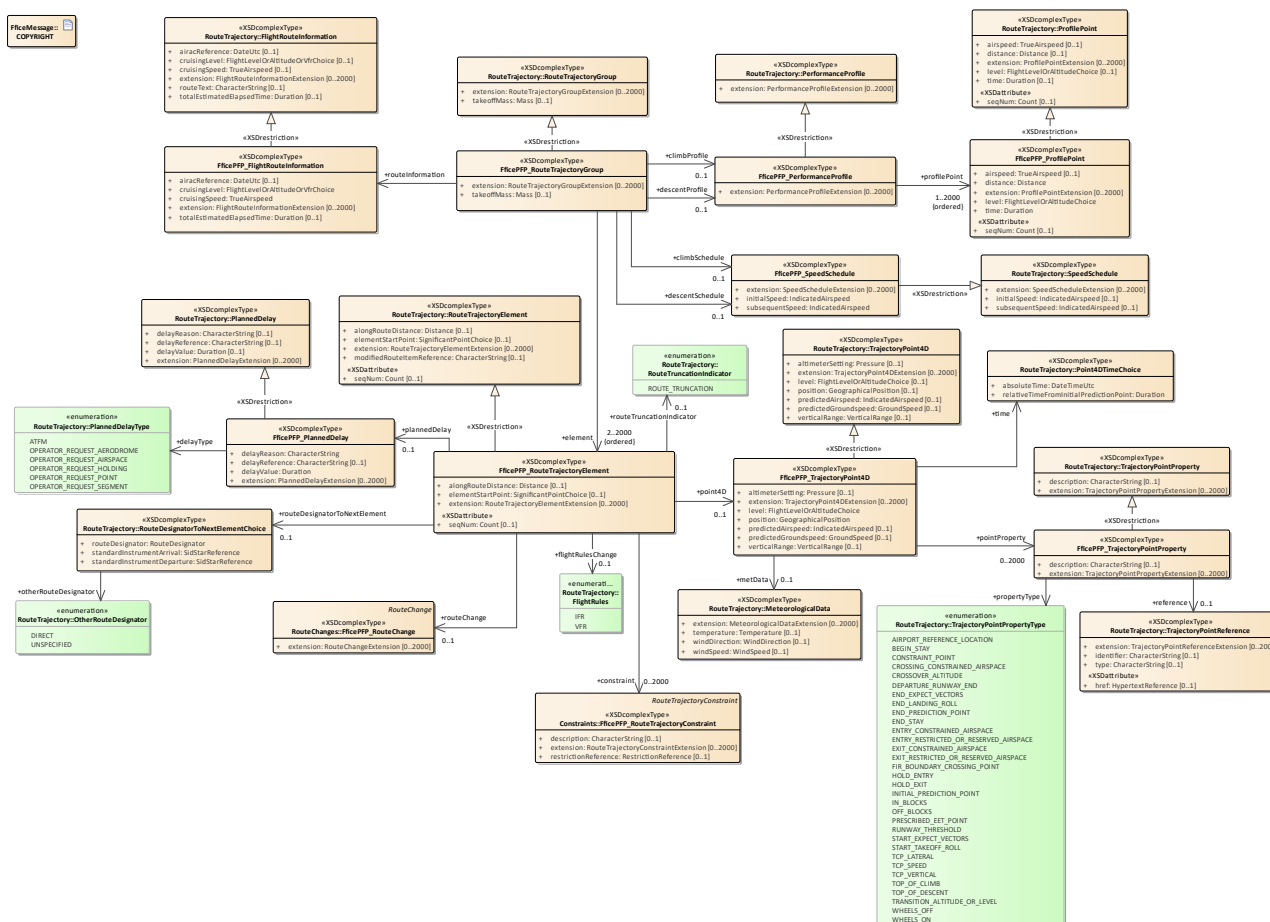 FficeMessage::
COPYRIGHT
«XSDcomplexType»
RouteTrajectory::FlightRouteInformation
+ airacReference: DateUtc [0..1]
+ cruisingLevel: FlightLevelOrAltitudeOrVfrChoice [0..1]
+ cruisingSpeed: TrueAirspeed [0..1]
+ extension: FlightRouteInformationExtension [0..2000]
+ routeText: CharacterString [0..1]
+ totalEstimatedElapsedTime: Duration [0..1]
«XSDcomplexType»
RouteTrajectory::RouteTrajectoryGroup
+ extension: RouteTrajectoryGroupExtension [0..2000]
+ takeoffMass: Mass [0..1]
«XSDcomplexType»
RouteTrajectory::PerformanceProfile
+ extension: PerformanceProfileExtension [0..2000]
«XSDcomplexType»
RouteTrajectory::ProfilePoint
+ airspeed: TrueAirspeed [0..1]
+ distance: Distance [0..1]
+ extension: ProfilePointExtension [0..2000]
+ level: FlightLevelOrAltitudeChoice [0..1]
+ time: Duration [0..1]
«XSDattribute»
+ seqNum: Count [0..1]
«XSDrestriction»
«XSDrestriction»
«XSDrestriction»
«XSDrestriction»
«XSDcomplexType»
FficePFP_FlightRouteInformation
+ airacReference: DateUtc [0..1]
+ cruisingLevel: FlightLevelOrAltitudeOrVfrChoice
+ cruisingSpeed: TrueAirspeed
+ extension: FlightRouteInformationExtension [0..2000]
+ totalEstimatedElapsedTime: Duration [0..1]
+routeInformation
«XSDcomplexType»
FficePFP_RouteTrajectoryGroup
+ extension: RouteTrajectoryGroupExtension [0..2000]
+ takeoffMass: Mass [0..1]
+climbProfile
0..1
+descentProfile
0..1
«XSDcomplexType»
FficePFP_PerformanceProfile
+ extension: PerformanceProfileExtension [0..2000]
+profilePoint
1..2000
{ordered}
«XSDcomplexType»
FficePFP_ProfilePoint
+ airspeed: TrueAirspeed [0..1]
+ distance: Distance
+ extension: ProfilePointExtension [0..2000]
+ level: FlightLevelOrAltitudeChoice
+ time: Duration
«XSDattribute»
+ seqNum: Count [0..1]
+climbSchedule
0..1
+descentSchedule
0..1
«XSDcomplexType»
FficePFP_SpeedSchedule
+ extension: SpeedScheduleExtension [0..2000]
+ initialSpeed: IndicatedAirspeed
+ subsequentSpeed: IndicatedAirspeed
«XSDrestriction»
«XSDcomplexType»
RouteTrajectory::SpeedSchedule
+ extension: SpeedScheduleExtension [0..2000]
+ initialSpeed: IndicatedAirspeed [0..1]
+ subsequentSpeed: IndicatedAirspeed [0..1]
«XSDcomplexType»
RouteTrajectory::PlannedDelay
+ delayReason: CharacterString [0..1]
+ delayReference: CharacterString [0..1]
+ delayValue: Duration [0..1]
+ extension: PlannedDelayExtension [0..2000]
«XSDcomplexType»
RouteTrajectory::RouteTrajectoryElement
+ alongRouteDistance: Distance [0..1]
+ elementStartPoint: SignificantPointChoice [0..1]
+ extension: RouteTrajectoryElementExtension [0..2000]
+ modifiedRouteItemReference: CharacterString [0..1]
«XSDattribute»
+ seqNum: Count [0..1]
«enumeration»
RouteTrajectory::
RouteTruncationIndicator
ROUTE_TRUNCATION
«XSDcomplexType»
RouteTrajectory::TrajectoryPoint4D
+ altimeterSetting: Pressure [0..1]
+ extension: TrajectoryPoint4DExtension [0..2000]
+ level: FlightLevelOrAltitudeChoice [0..1]
+ position: GeographicalPosition [0..1]
+ predictedAirspeed: IndicatedAirspeed [0..1]
+ predictedGroundspeed: GroundSpeed [0..1]
+ verticalRange: VerticalRange [0..1]
«XSDcomplexType»
RouteTrajectory::Point4DTimeChoice
+ absoluteTime: DateTimeUtc
+ relativeTimeFromInitialPredictionPoint: Duration
«XSDrestriction»
«XSDrestriction»
0..1
+routeTruncationIndicator
«XSDrestriction»
+time
«enumeration»
RouteTrajectory::PlannedDelayType
ATFM
OPERATOR_REQUEST_AERODROME
OPERATOR_REQUEST_AIRSPACE
OPERATOR_REQUEST_HOLDING
OPERATOR_REQUEST_POINT
OPERATOR_REQUEST_SEGMENT
+delayType
«XSDcomplexType»
FficePFP_PlannedDelay
+ delayReason: CharacterString
+ delayReference: CharacterString [0..1]
+ delayValue: Duration
+ extension: PlannedDelayExtension [0..2000]
+plannedDelay
0..1
+element
2..2000
{ordered}
«XSDcomplexType»
FficePFP_RouteTrajectoryElement
+ alongRouteDistance: Distance [0..1]
+ elementStartPoint: SignificantPointChoice [0..1]
+ extension: RouteTrajectoryElementExtension [0..2000]
«XSDattribute»
+ seqNum: Count [0..1]
+point4D
0..1
«XSDcomplexType»
FficePFP_TrajectoryPoint4D
+ altimeterSetting: Pressure [0..1]
+ extension: TrajectoryPoint4DExtension [0..2000]
+ level: FlightLevelOrAltitudeChoice
+ position: GeographicalPosition
+ predictedAirspeed: IndicatedAirspeed [0..1]
+ predictedGroundspeed: GroundSpeed [0..1]
+ verticalRange: VerticalRange [0..1]
«XSDcomplexType»
RouteTrajectory::TrajectoryPointProperty
+ description: CharacterString [0..1]
+ extension: TrajectoryPointPropertyExtension [0..2000]
«XSDrestriction»
+pointProperty
0..2000
«XSDcomplexType»
FficePFP_TrajectoryPointProperty
+ description: CharacterString [0..1]
+ extension: TrajectoryPointPropertyExtension [0..2000]
«XSDcomplexType»
RouteTrajectory::RouteDesignatorToNextElementChoice
+ routeDesignator: RouteDesignator
+ standardInstrumentArrival: SidStarReference
+ standardInstrumentDeparture: SidStarReference
+routeDesignatorToNextElement
0..1
+otherRouteDesignator
«enumeration»
RouteTrajectory::OtherRouteDesignator
DIRECT
UNSPECIFIED
RouteChange
«XSDcomplexType»
RouteChanges::FficePFP_RouteChange
+ extension: RouteChangeExtension [0..2000]
+routeChange
0..1
+flightRulesChange
0..1
«enumerati...
RouteTrajectory::
FlightRules
IFR
VFR
+metData
0..1
«XSDcomplexType»
RouteTrajectory::MeteorologicalData
+ extension: MeteorologicalDataExtension [0..2000]
+ temperature: Temperature [0..1]
+ windDirection: WindDirection [0..1]
+ windSpeed: WindSpeed [0..1]
+propertyType
+reference
0..1
«XSDcomplexType»
RouteTrajectory::TrajectoryPointReference
+ extension: TrajectoryPointReferenceExtension [0..200
+ identifier: CharacterString [0..1]
+ type: CharacterString [0..1]
«XSDattribute»
+ href: HypertextReference [0..1]
+constraint
0..2000
RouteTrajectoryConstraint
«XSDcomplexType»
Constraints::FficePFP_RouteTrajectoryConstraint
+ description: CharacterString [0..1]
+ extension: RouteTrajectoryConstraintExtension [0..2000]
+ restrictionReference: RestrictionReference [0..1]
«enumeration»
RouteTrajectory::TrajectoryPointPropertyType
AIRPORT_REFERENCE_LOCATION
BEGIN_STAY
CONSTRAINT_POINT
CROSSING_CONSTRAINED_AIRSPACE
CROSSOVER_ALTITUDE
DEPARTURE_RUNWAY_END
END_EXPECT_VECTORS
END_LANDING_ROLL
END_PREDICTION_POINT
END_STAY
ENTRY_CONSTRAINED_AIRSPACE
ENTRY_RESTRICTED_OR_RESERVED_AIRSPACE
EXIT_CONSTRAINED_AIRSPACE
EXIT_RESTRICTED_OR_RESERVED_AIRSPACE
FIR_BOUNDARY_CROSSING_POINT
HOLD_ENTRY
HOLD_EXIT
INITIAL_PREDICTION_POINT
IN_BLOCKS
OFF_BLOCKS
PRESCRIBED_EET_POINT
RUNWAY_THRESHOLD
START_EXPECT_VECTORS
START_TAKEOFF_ROLL
TCP_LATERAL
TCP_SPEED
TCP_VERTICAL
TOP_OF_CLIMB
TOP_OF_DESCENT
TRANSITION_ALTITUDE_OR_LEVEL
WHEELS_OFF
WHEELS_ON